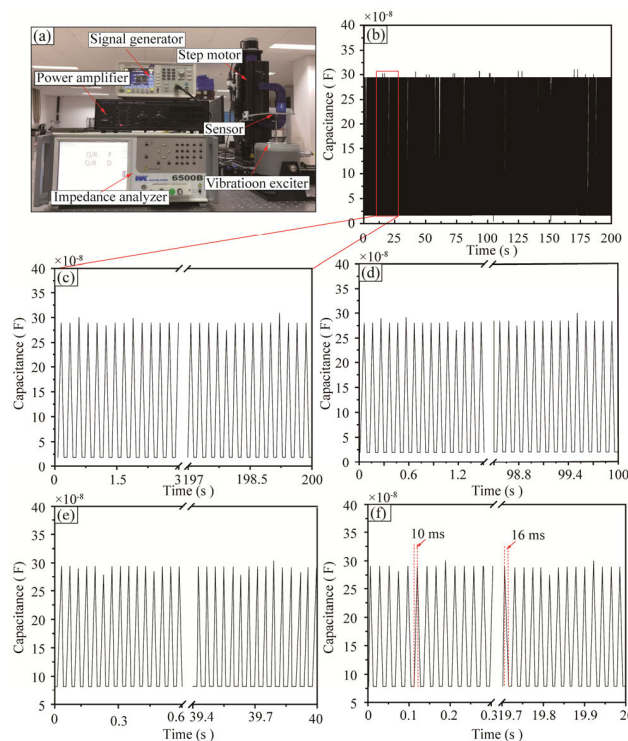 (a)
Signal generator
Step motor
Power amplifier
Sensor
O/R F
O/R D
6500B
Vibratioon exciter
Impedance analyzer
(b)
×10⁻⁸
Capacitance ( F)
40
35
30
25
20
15
10
5
0
0 25 50 75 100 125 150 175 200
Time (s )
(c)
×10⁻⁸
Capacitance ( F)
40
35
30
25
20
15
10
5
0
0 1.5 3 197 198.5 200
Time (s )
(d)
×10⁻⁸
Capacitance ( F)
40
35
30
25
20
15
10
5
0
0 0.6 1.2 98.8 99.4 100
Time (s )
(e)
×10⁻⁸
Capacitance ( F)
40
35
30
25
20
15
10
5
0 0.3 0.6 39.4 39.7 40
Time (s )
(f)
×10⁻⁸
10 ms
16 ms
Capacitance ( F)
40
35
30
25
20
15
10
5
0 0.1 0.2 0.3 19.7 19.8 19.9 20
Time (s )